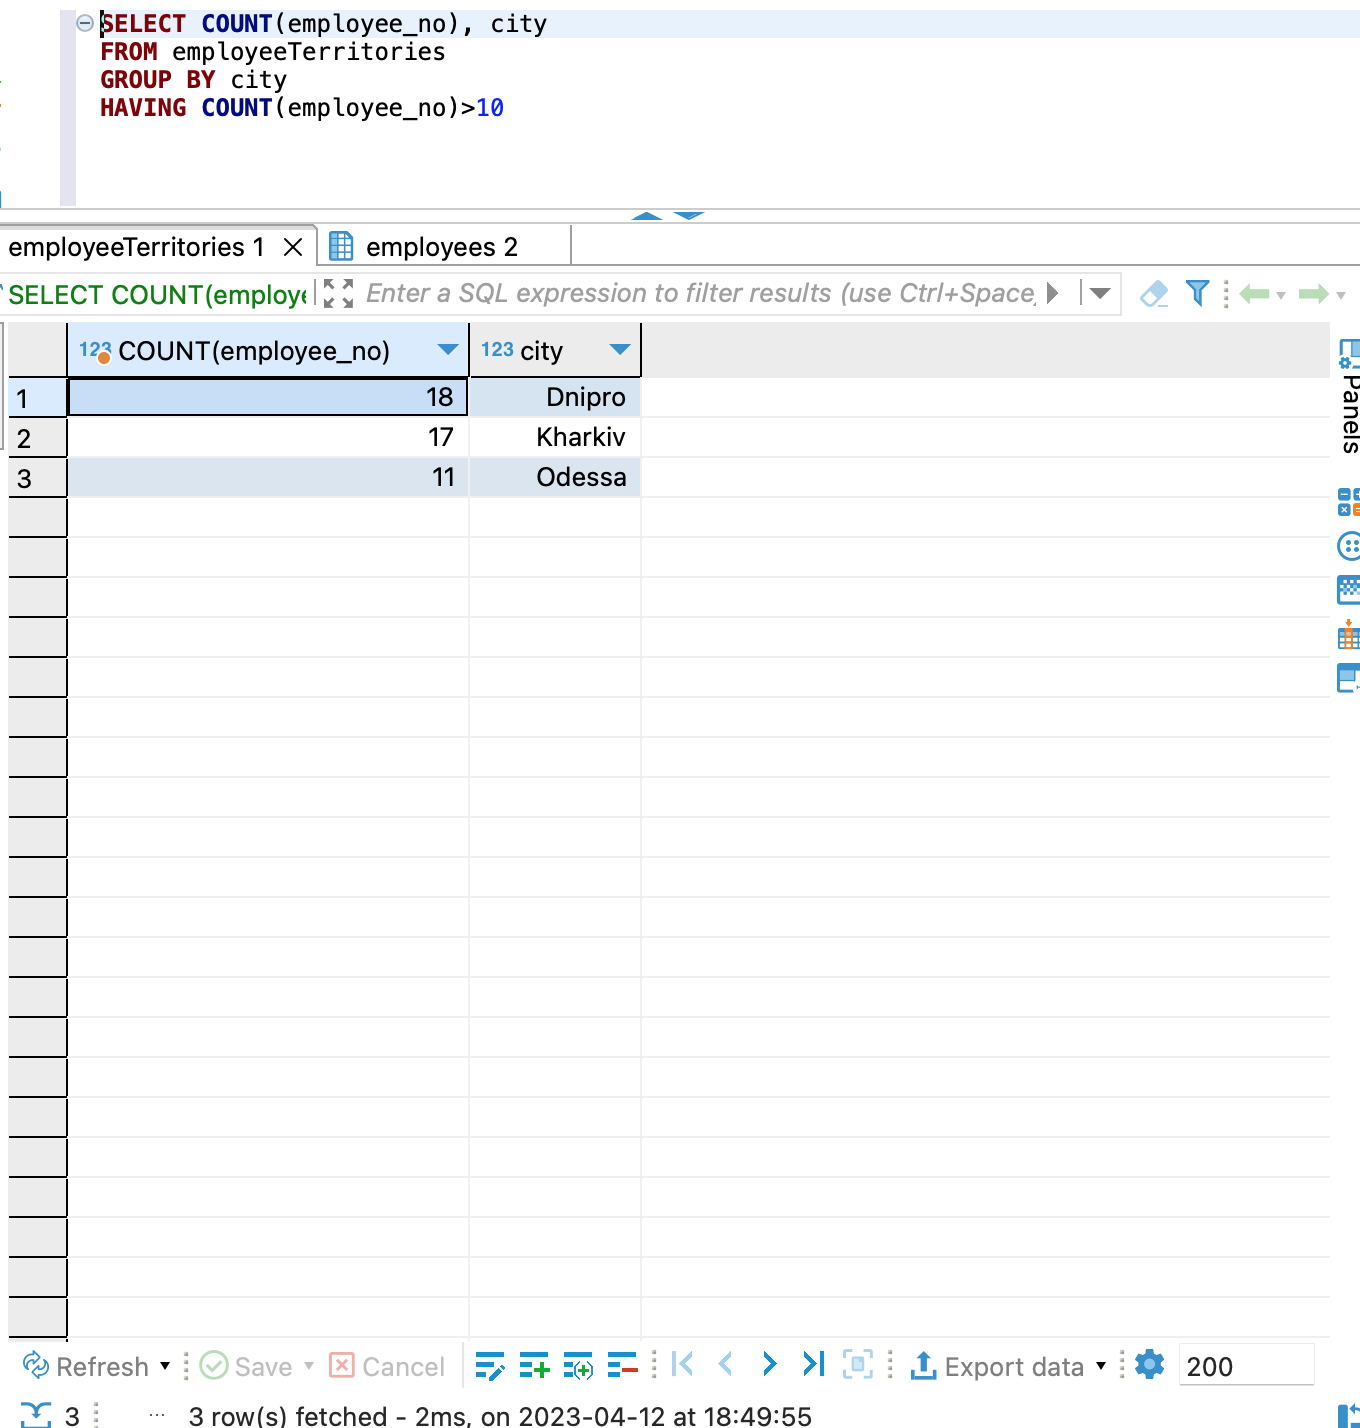 SELECT COUNT(employee_no), city
FROM employeeTerritories
GROUP BY city
HAVING COUNT(employee_no)>10
employeeTerritories 1
employees 2
SELECT COUNT(employe
Enter a SQL expression to filter results (use Ctrl+Space
123 COUNT(employee_no)
123 city
1 18 Dnipro
2 17 Kharkiv
3 11 Odessa
Panels
Refresh Save Cancel Export data 200
3 ... 3 row(s) fetched - 2ms, on 2023-04-12 at 18:49:55